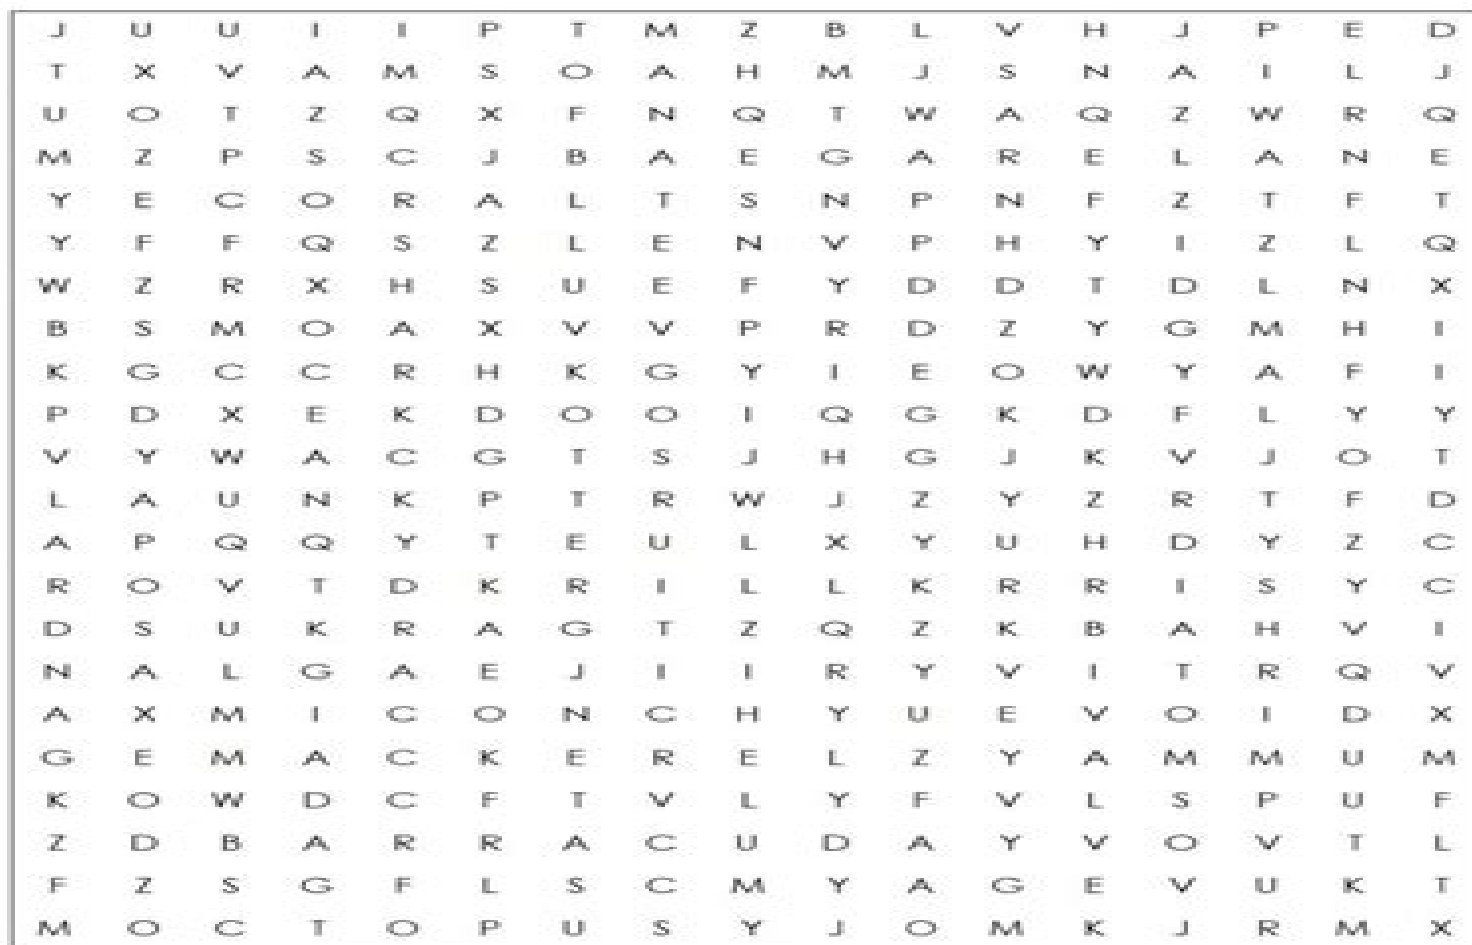 J U U I I P T M Z B L V H J P E D
T X V A M S O A H M J S N A I L J
U O T Z Q X F N Q T W A Q Z W R Q
M Z P S C J B A E G A R E L A N E
Y E C O R A L T S N P N F Z T F T
Y F F Q S Z L E N V P H Y I Z L Q
W Z R X H S U E F Y D D T D L N X
B S M O A X V V P R D Z Y G M H I
K G C C R H K G Y I E O W Y A F I
P D X E K D O O I Q G K D F L Y Y
V Y W A C G T S J H G J K V J O T
L A U N K P T R W J Z Y Z R T F D
A P Q Q Y T E U L X Y U H D Y Z C
R O V T D K R I L L K R R I S Y C
D S U K R A G T Z Q Z K B A H V I
N A L G A E J I I R Y V I T R Q V
A X M I C O N C H Y U E V O I D X
G E M A C K E R E L Z Y A M M U M
K O W D C F T V L Y F V L S P U F
Z D B A R R A C U D A Y V O V T L
F Z S G F L S C M Y A G E V U K T
M O C T O P U S Y J O M K J R M X